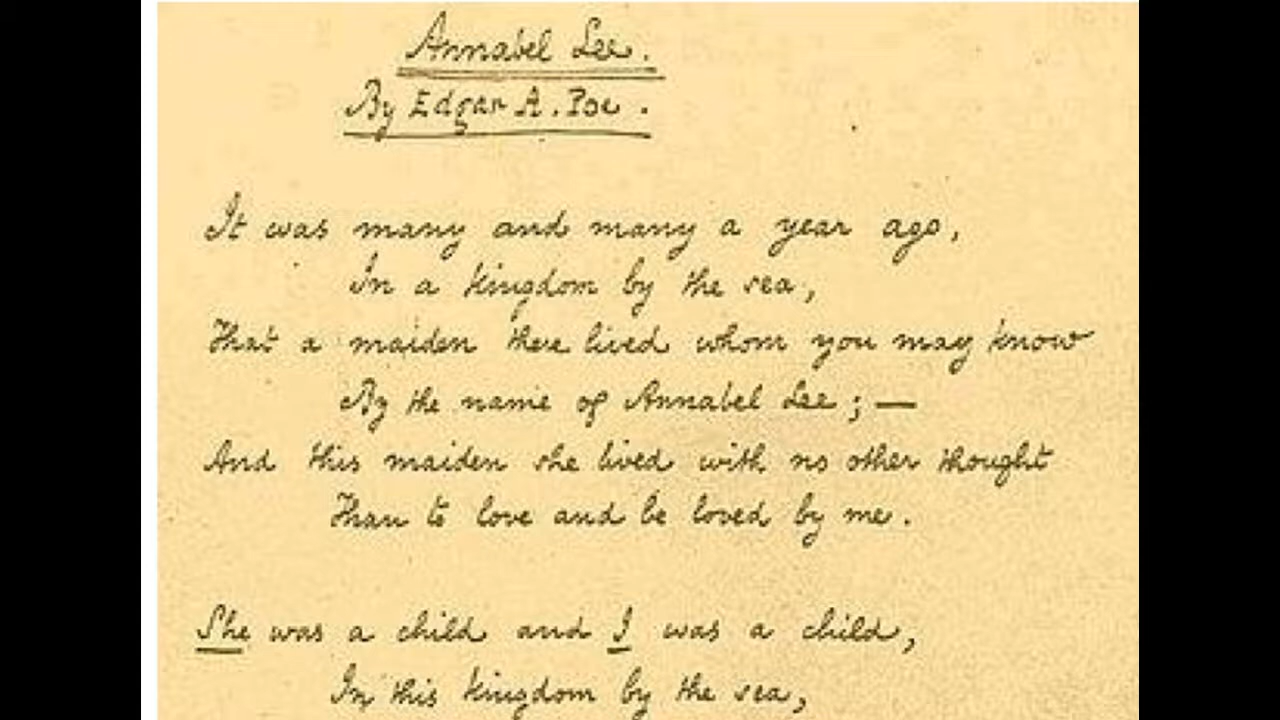 Annabel Lee.
By Edgar A. Poe.
It was many and many a year ago,
In a kingdom by the sea,
That a maiden there lived whom you may know
By the name of Annabel Lee; —
And this maiden she lived with no other thought
Than to love and be loved by me.
She was a child and I was a child,
In this kingdom by the sea,